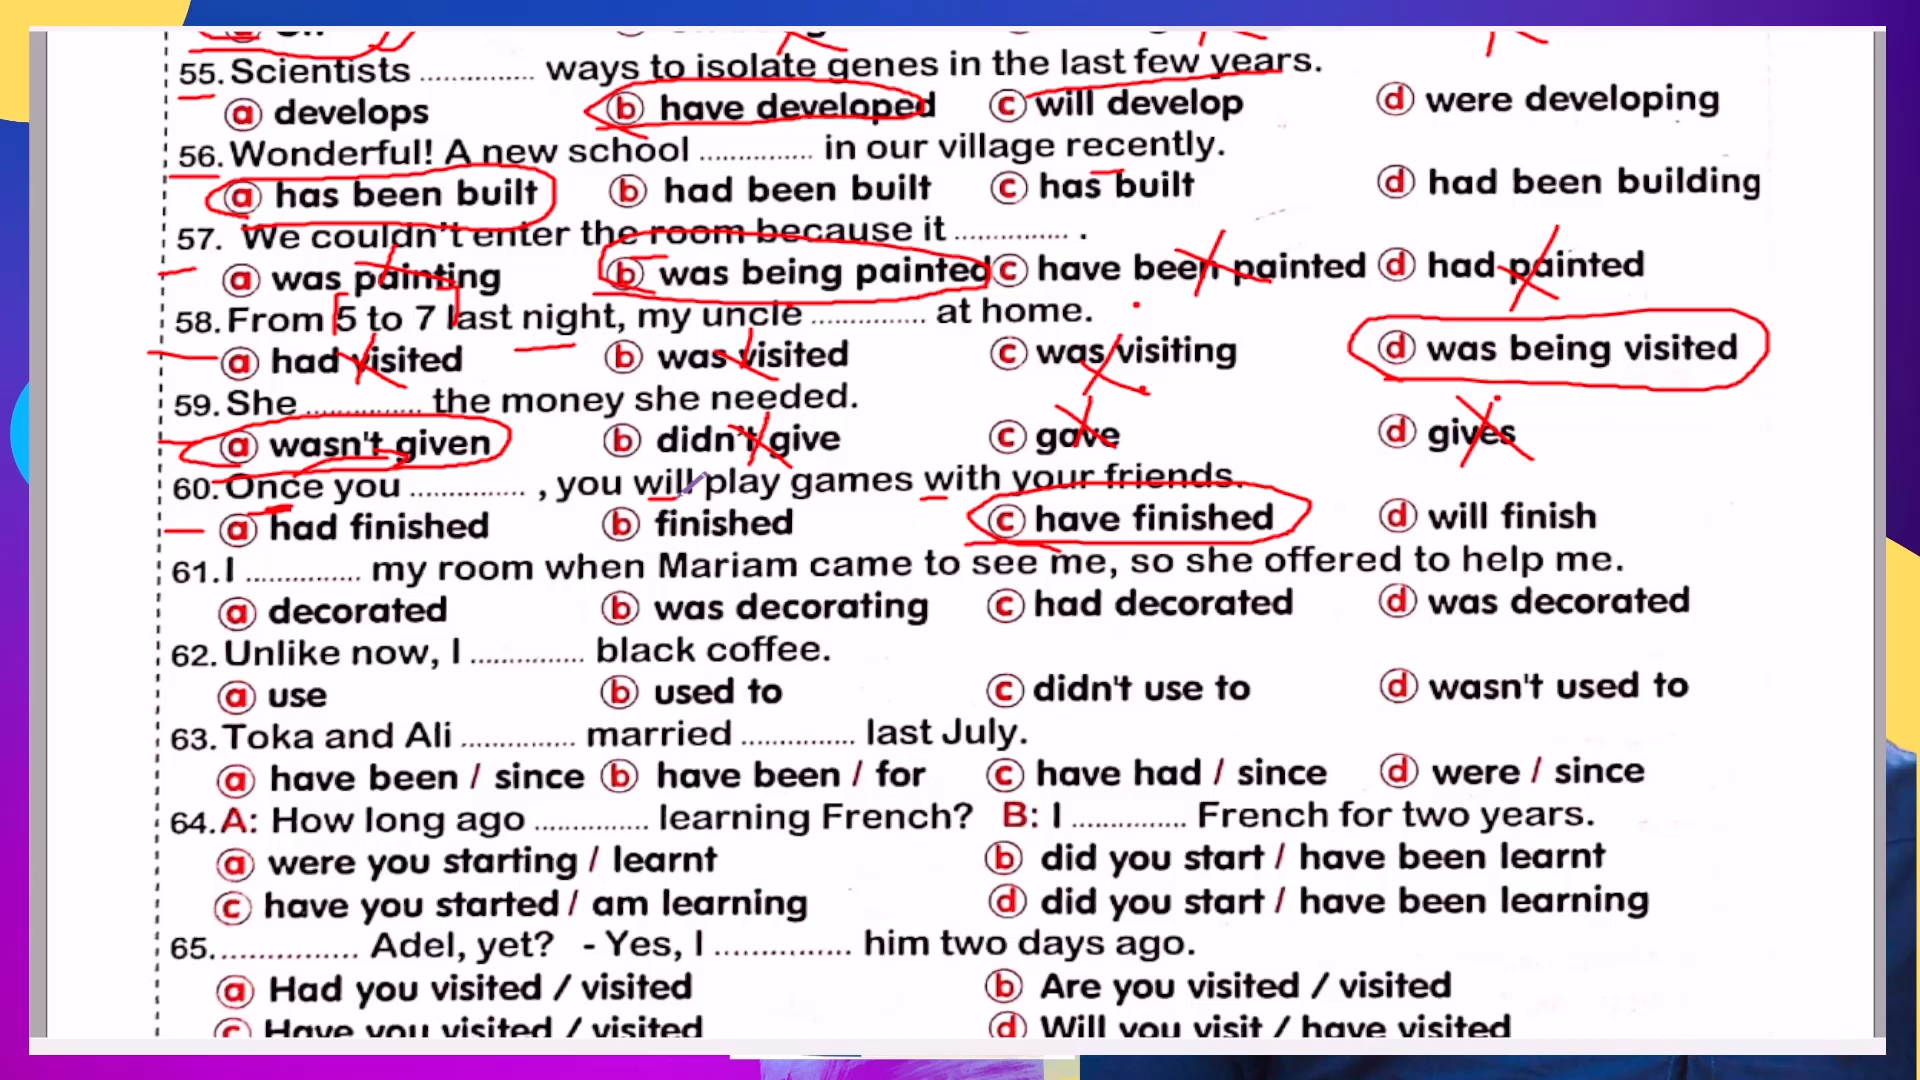 55. Scientists .............. ways to isolate genes in the last few years.
a develops b have developed c will develop d were developing
56. Wonderful! A new school .............. in our village recently.
a has been built b had been built c has built d had been building
57. We couldn't enter the room because it .............. .
a was painting b was being painted c have been painted d had painted
58. From 5 to 7 last night, my uncle .............. at home.
a had visited b was visited c was visiting d was being visited
59. She .............. the money she needed.
a wasn't given b didn't give c gave d gives
60. Once you .............. , you will play games with your friends.
a had finished b finished c have finished d will finish
61. I .............. my room when Mariam came to see me, so she offered to help me.
a decorated b was decorating c had decorated d was decorated
62. Unlike now, I .............. black coffee.
a use b used to c didn't use to d wasn't used to
63. Toka and Ali .............. married .............. last July.
a have been / since b have been / for c have had / since d were / since
64. A: How long ago .............. learning French? B: I .............. French for two years.
a were you starting / learnt b did you start / have been learnt
c have you started / am learning d did you start / have been learning
65. ................. Adel, yet? - Yes, I ................. him two days ago.
a Had you visited / visited b Are you visited / visited
c Have you visited / visited d Will you visit / have visited